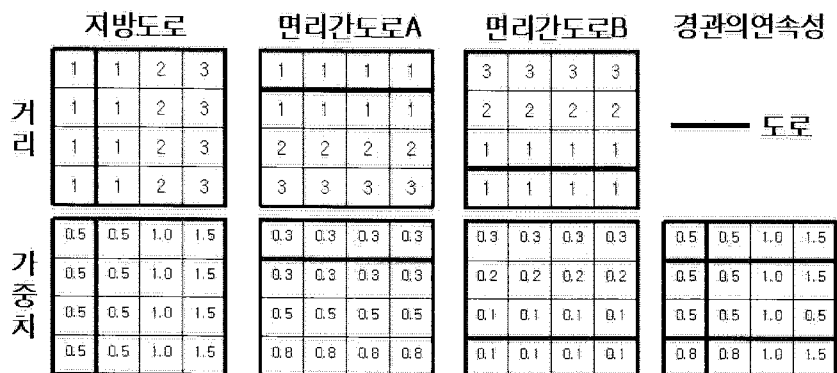 지방도로 면리간도로A 면리간도로B 경관의연속성
거리
1 1 2 3 1 1 1 1 3 3 3 3
1 1 2 3 1 1 1 1 2 2 2 2
1 1 2 3 2 2 2 2 1 1 1 1
1 1 2 3 3 3 3 3 1 1 1 1
도로
가중치
0.5 0.5 1.0 1.5 0.3 0.3 0.3 0.3 0.3 0.3 0.3 0.3 0.5 0.5 1.0 1.5
0.5 0.5 1.0 1.5 0.3 0.3 0.3 0.3 0.2 0.2 0.2 0.2 0.5 0.5 1.0 1.5
0.5 0.5 1.0 1.5 0.5 0.5 0.5 0.5 0.1 0.1 0.1 0.1 0.5 0.5 1.0 0.5
0.5 0.5 1.0 1.5 0.8 0.8 0.8 0.8 0.1 0.1 0.1 0.1 0.8 0.8 1.0 1.5